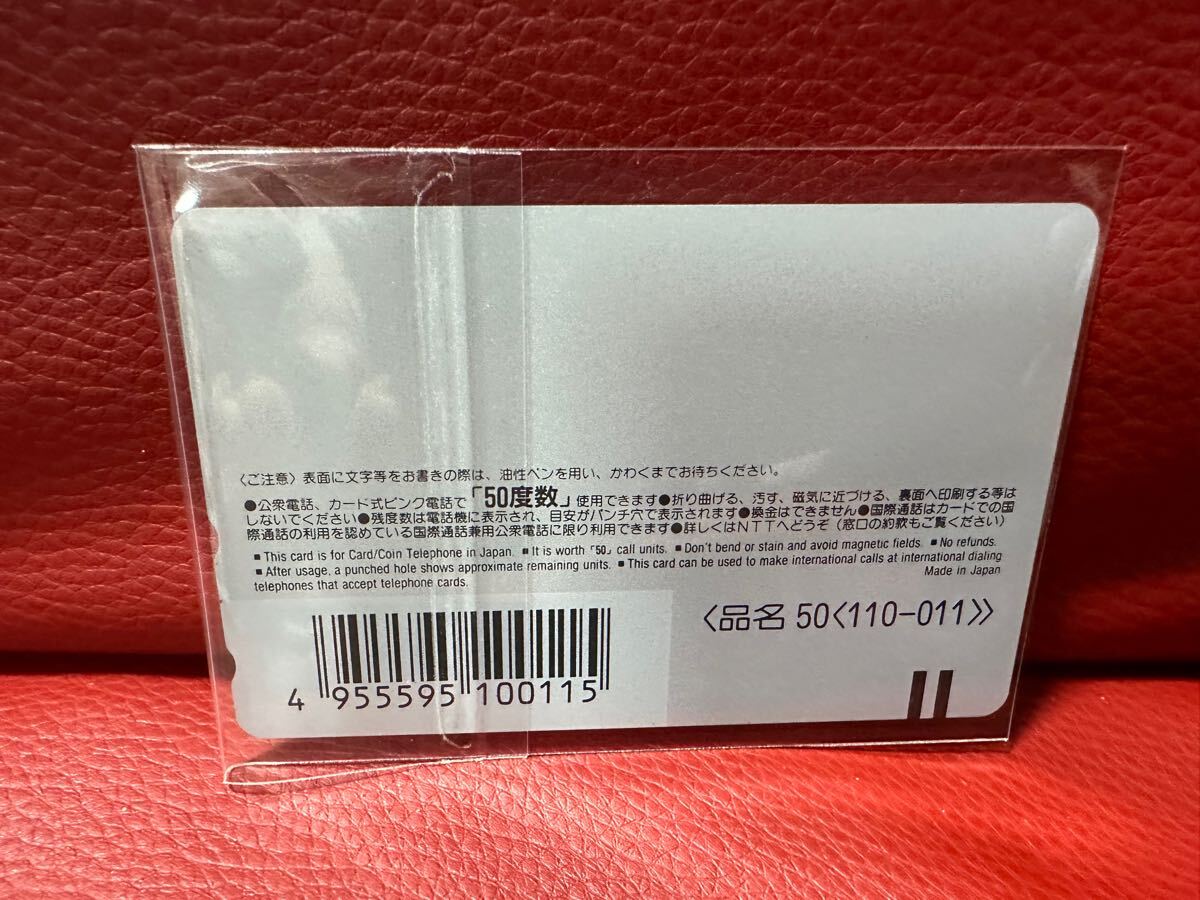 〈ご注意〉表面に文字等をお書きの際は、油性ペンを用い、かわくまでお待ちください。
●公衆電話、カード式ピンク電話で「50度数」使用できます●折り曲げる、汚す、磁気に近づける、裏面へ印刷する等は
しないでください●残度数は電話機に表示され、目安がパンチ穴で表示されます●換金はできません●国際通話はカードでの国
際通話の利用を認めている国際通話兼用公衆電話に限り利用できます●詳しくはNTTへどうぞ(窓口の約款もご覧ください)
■ This card is for Card/Coin Telephone in Japan. ■ It is worth「50」call units. ■ Don't bend or stain and avoid magnetic fields. ■ No refunds.
■ After usage, a punched hole shows approximate remaining units. ■ This card can be used to make international calls at international dialing
telephones that accept telephone cards. Made in Japan
〈品名 50〈110-011〉〉
4 955595 100115